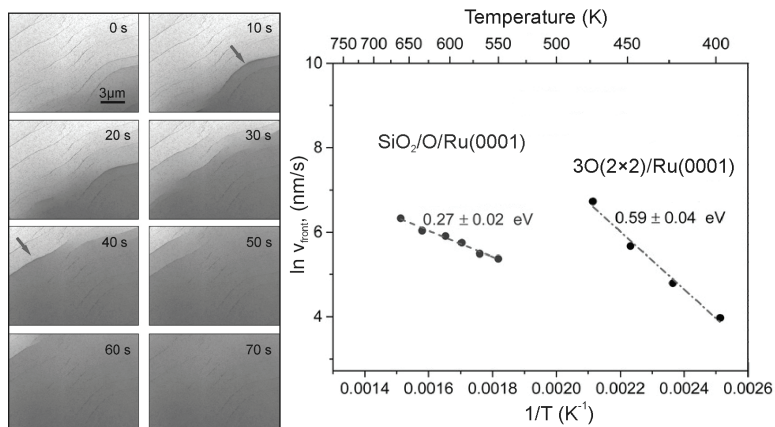 0 s
10 s
3μm
20 s
30 s
40 s
50 s
60 s
70 s
Temperature (K)
750 700 650 600 550 500 450 400
10
8
6
4
ln v_front, (nm/s)
SiO₂/O/Ru(0001)
3O(2×2)/Ru(0001)
0.27 ± 0.02 eV
0.59 ± 0.04 eV
0.0014 0.0016 0.0018 0.0020 0.0022 0.0024 0.0026
1/T (K⁻¹)